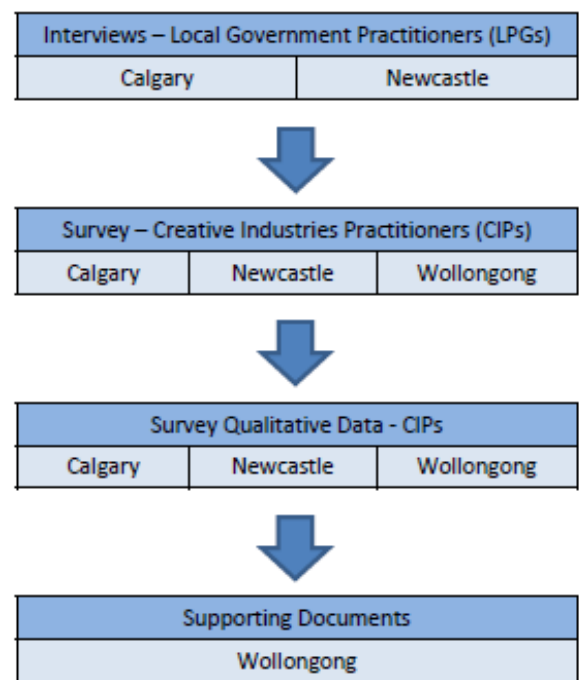 Interviews – Local Government Practitioners (LPGs)
Calgary Newcastle
Survey – Creative Industries Practitioners (CIPs)
Calgary Newcastle Wollongong
Survey Qualitative Data - CIPs
Calgary Newcastle Wollongong
Supporting Documents
Wollongong